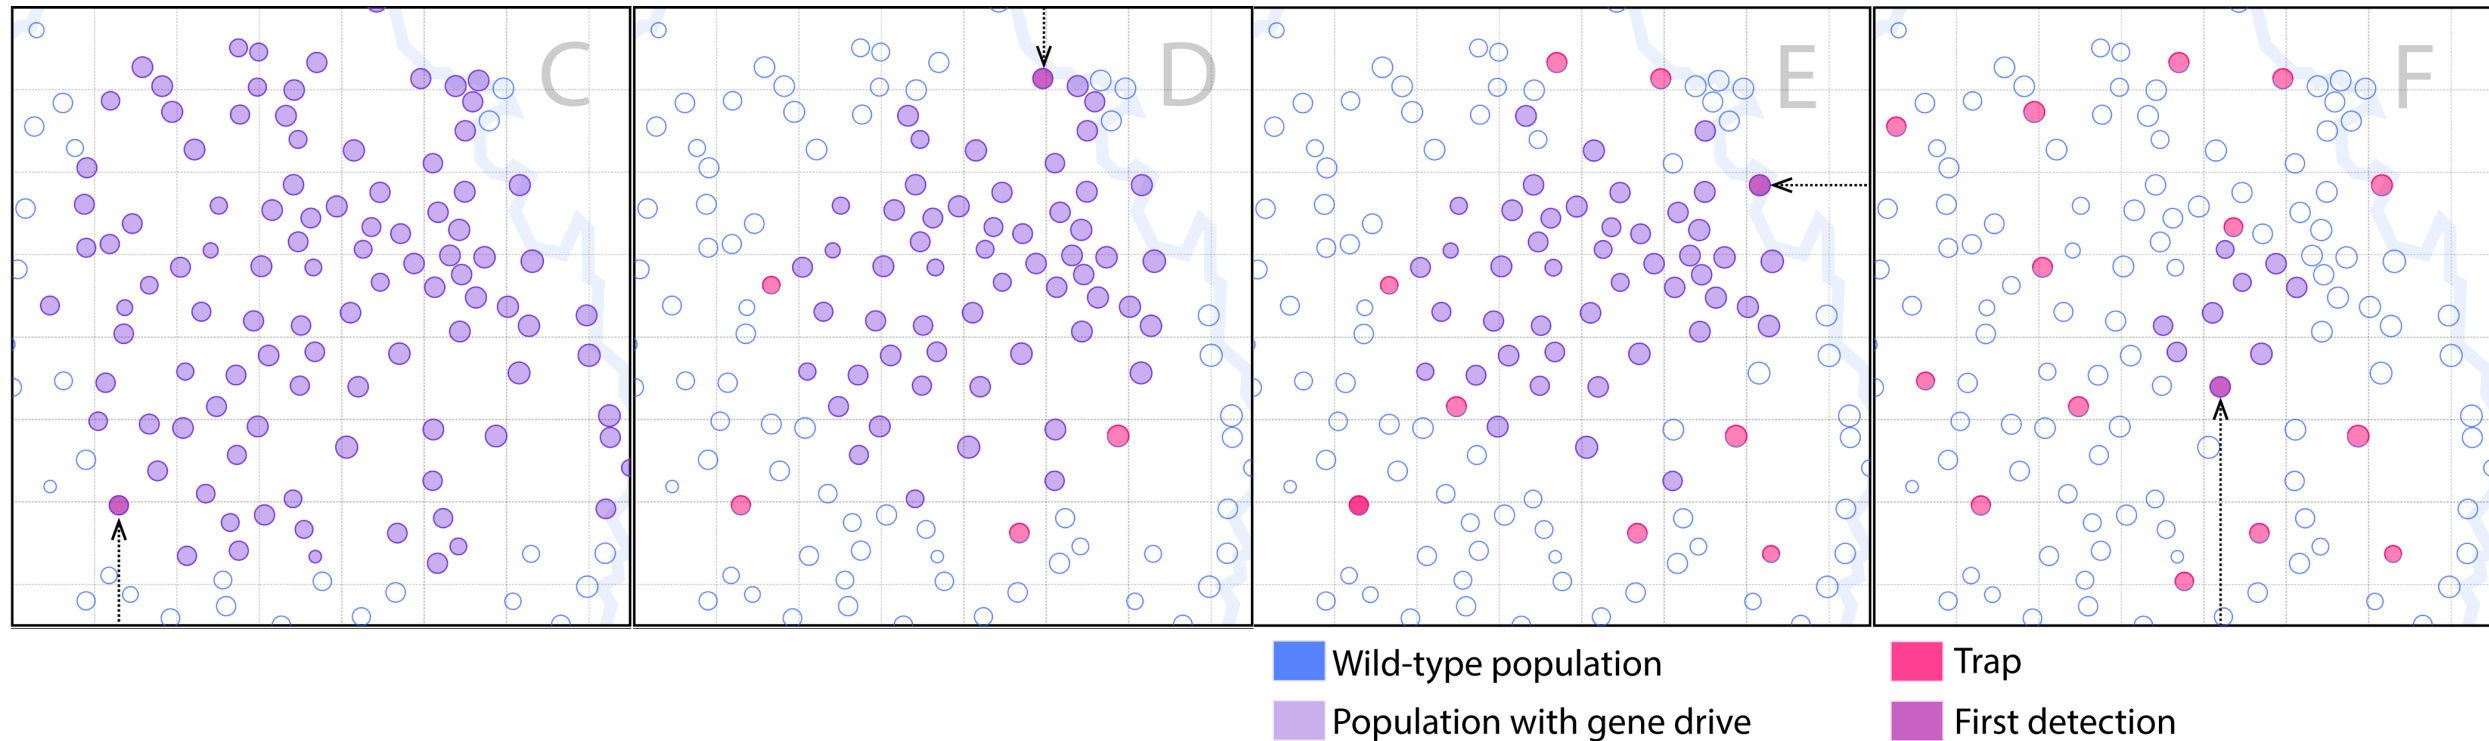 C D E F
Wild-type population Trap
Population with gene drive First detection